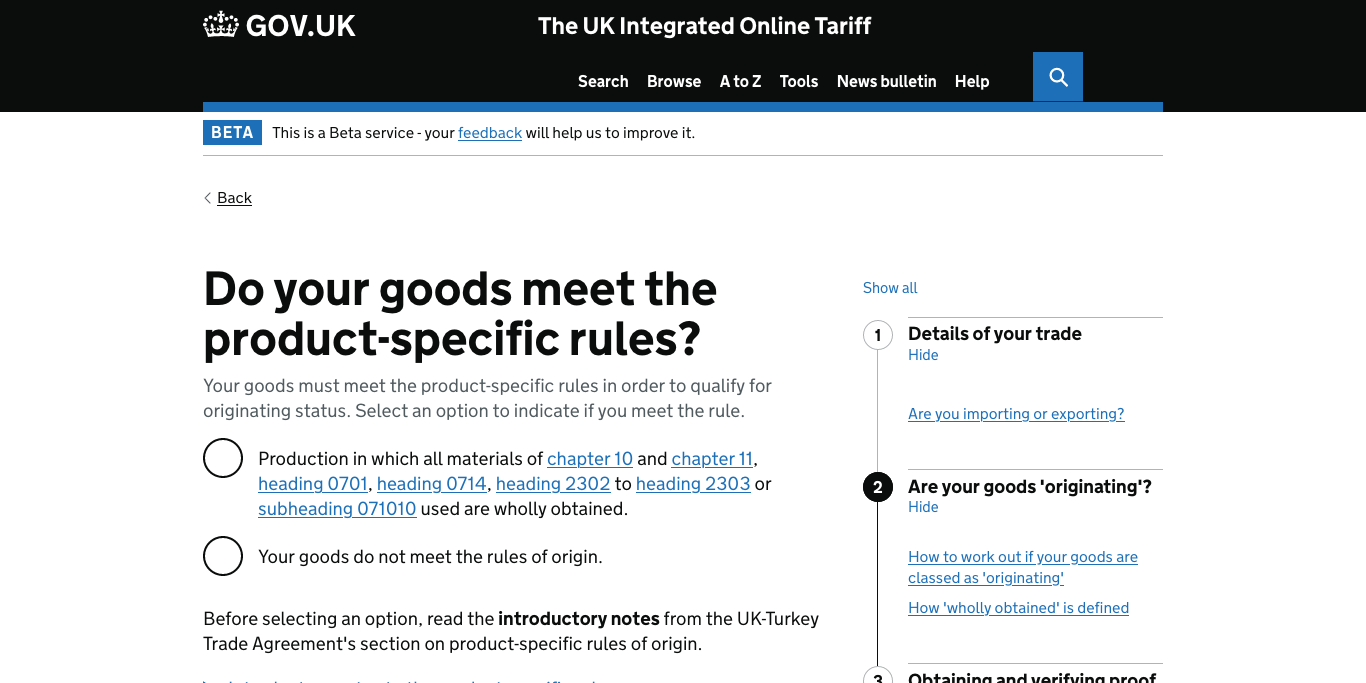 GOV.UK
The UK Integrated Online Tariff
Search Browse A to Z Tools News bulletin Help
BETA This is a Beta service - your feedback will help us to improve it.
Back
Do your goods meet the
product-specific rules?
Your goods must meet the product-specific rules in order to qualify for
originating status. Select an option to indicate if you meet the rule.
Production in which all materials of chapter 10 and chapter 11,
heading 0701, heading 0714, heading 2302 to heading 2303 or
subheading 071010 used are wholly obtained.
Your goods do not meet the rules of origin.
Before selecting an option, read the introductory notes from the UK-Turkey
Trade Agreement's section on product-specific rules of origin.
Show all
1 Details of your trade
Hide
Are you importing or exporting?
2 Are your goods 'originating'?
Hide
How to work out if your goods are
classed as 'originating'
How 'wholly obtained' is defined
3 Obtaining and verifying proof